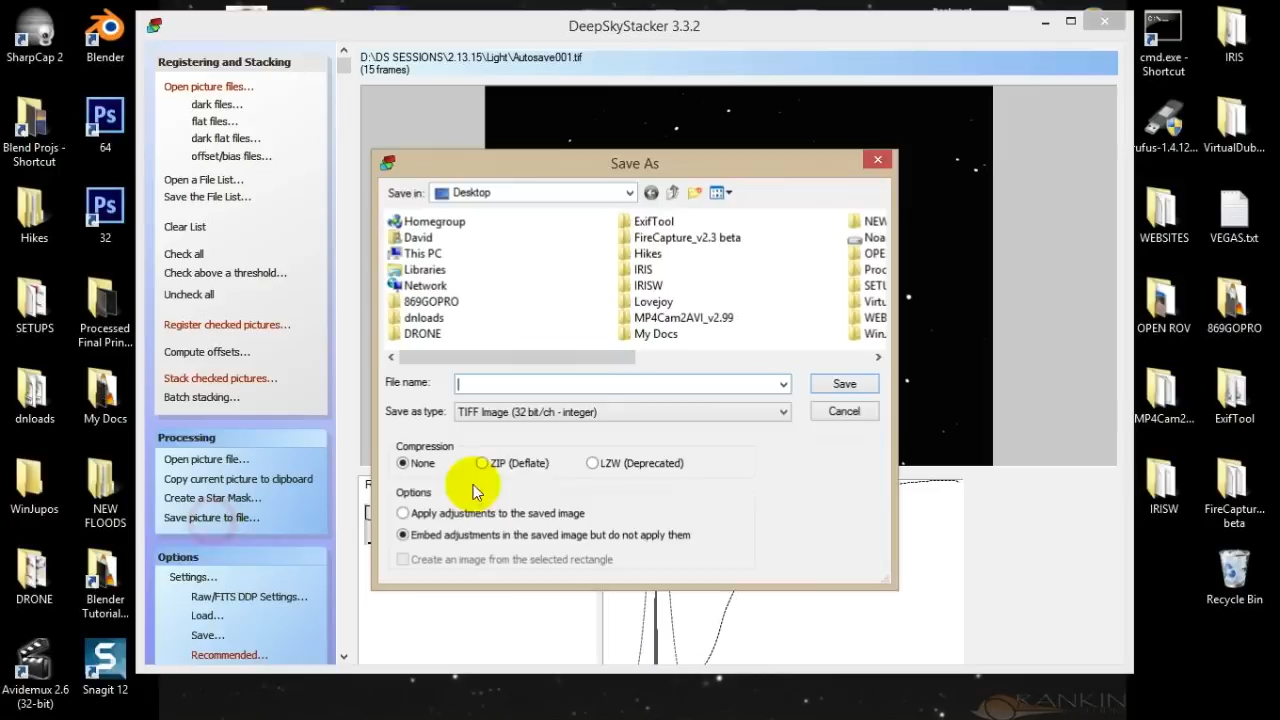 SharpCap 2
Blender
Blend Projs -
Shortcut
64
Hikes
32
SETUPS
Processed
Final Prin...
dnloads
My Docs
WinJupos
NEW
FLOODS
DRONE
Blender
Tutorial...
Avidemux 2.6
(32-bit)
Snagit 12
DeepSkyStacker 3.3.2
Registering and Stacking
Open picture files...
dark files...
flat files...
dark flat files...
offset/bias files...
Open a File List...
Save the File List...
Clear List
Check all
Check above a threshold...
Uncheck all
Register checked pictures...
Compute offsets...
Stack checked pictures...
Batch stacking...
Processing
Open picture file...
Copy current picture to clipboard
Create a Star Mask...
Save picture to file...
Options
Settings...
Raw/FITS DDP Settings...
Load...
Save...
Recommended...
D:\DS SESSIONS\2.13.15\Light\Autosave001.tif
(15 frames)
Save As
Save in:
Desktop
Homegroup
David
This PC
Libraries
Network
869GOPRO
dnloads
DRONE
ExifTool
FireCapture_v2.3 beta
Hikes
IRIS
IRISW
Lovejoy
MP4Cam2AVI_v2.99
My Docs
NEW
Noa
OPE
Proc
SETU
Virtu
WEB
Win.
File name:
Save
Save as type:
TIFF Image (32 bit/ch - integer)
Cancel
Compression
None
ZIP (Deflate)
LZW (Deprecated)
Options
Apply adjustments to the saved image
Embed adjustments in the saved image but do not apply them
Create an image from the selected rectangle
cmd.exe -
Shortcut
IRIS
rufus-1.4.12...
VirtualDub...
WEBSITES
VEGAS.txt
OPEN ROV
869GOPRO
MP4Cam2...
ExifTool
IRISW
FireCaptur...
beta
Recycle Bin
RANKIN